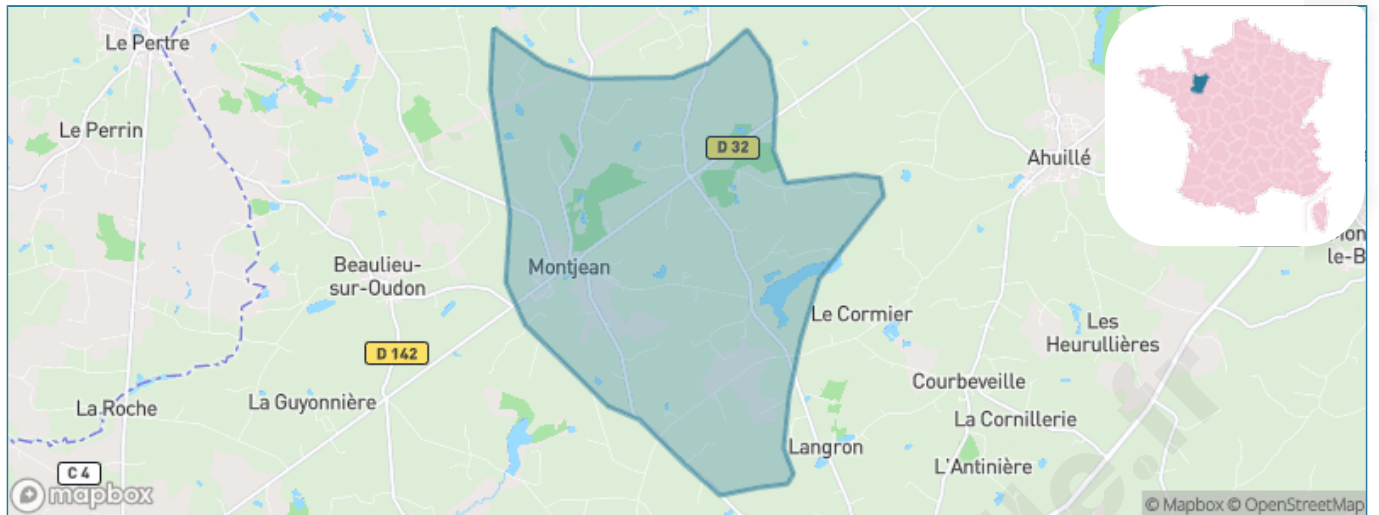 Le Pertre
Le Perrin
D 32
Ahuillé
Beaulieu-
sur-Oudon
Montjean
Le Cormier
Les
Heurullières
D 142
La Guyonnière
La Roche
Courbeveille
La Cornillerie
Langron
L'Antinière
C 4
mapbox
© Mapbox © OpenStreetMap
le-B